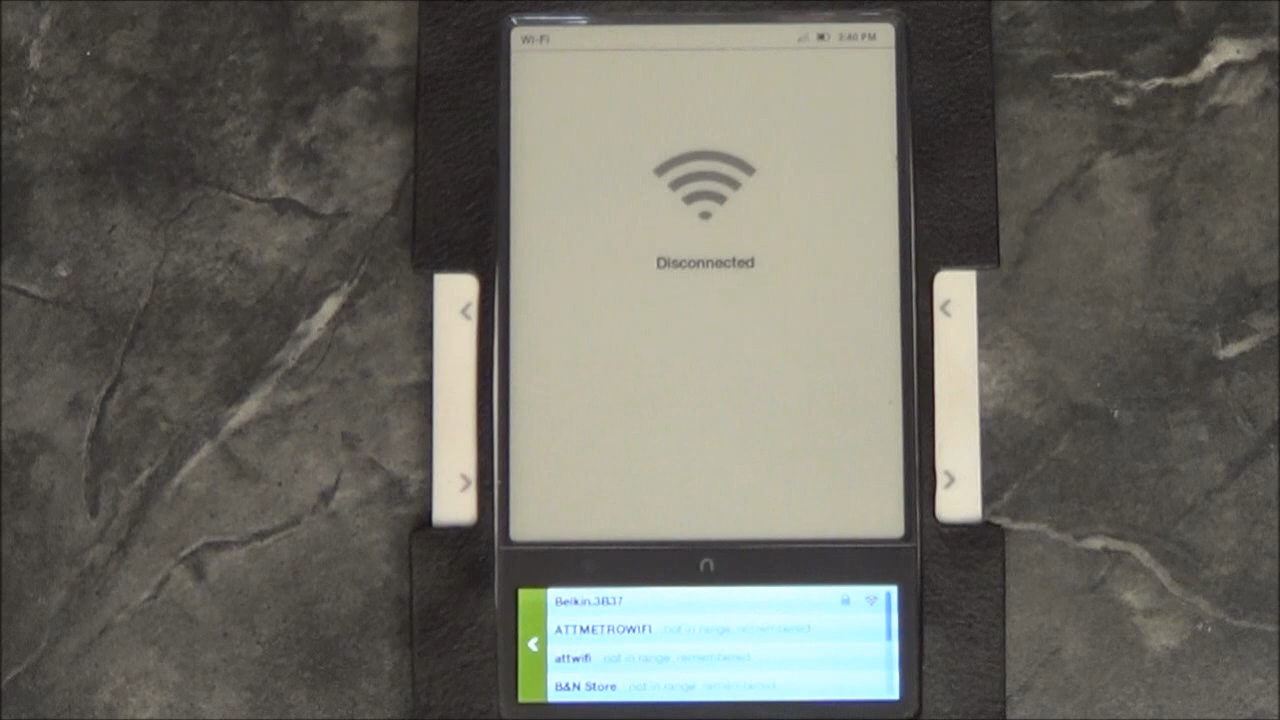 Wi-Fi 2:40 PM
Disconnected
n
Belkin.3B37
ATTMETROWIFI not in range, remembered
attwifi not in range, remembered
B&N Store not in range, remembered